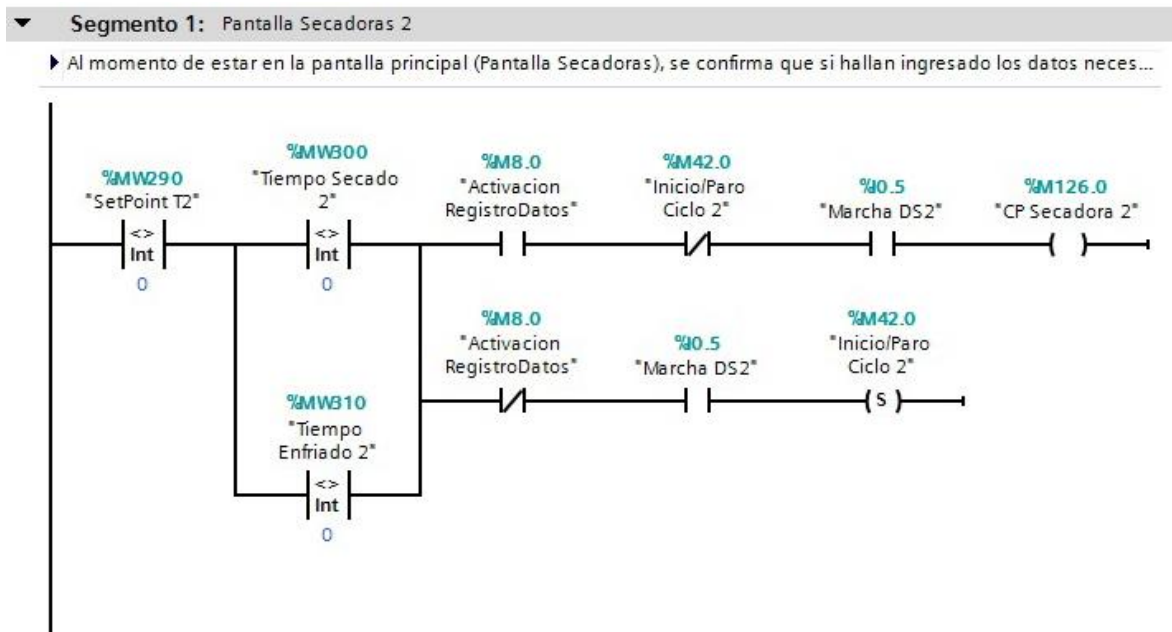 Segmento 1: Pantalla Secadoras 2
Al momento de estar en la pantalla principal (Pantalla Secadoras), se confirma que si hallan ingresado los datos neces...
%MW290
"SetPoint T2"
<>
Int
0
%MW300
"Tiempo Secado
2"
<>
Int
0
%M8.0
"Activacion
RegistroDatos"
%M42.0
"Inicio/Paro
Ciclo 2"
%I0.5
"Marcha DS2"
%M126.0
"CP Secadora 2"
%M8.0
"Activacion
RegistroDatos"
%I0.5
"Marcha DS2"
%M42.0
"Inicio/Paro
Ciclo 2"
S
%MW310
"Tiempo
Enfriado 2"
<>
Int
0